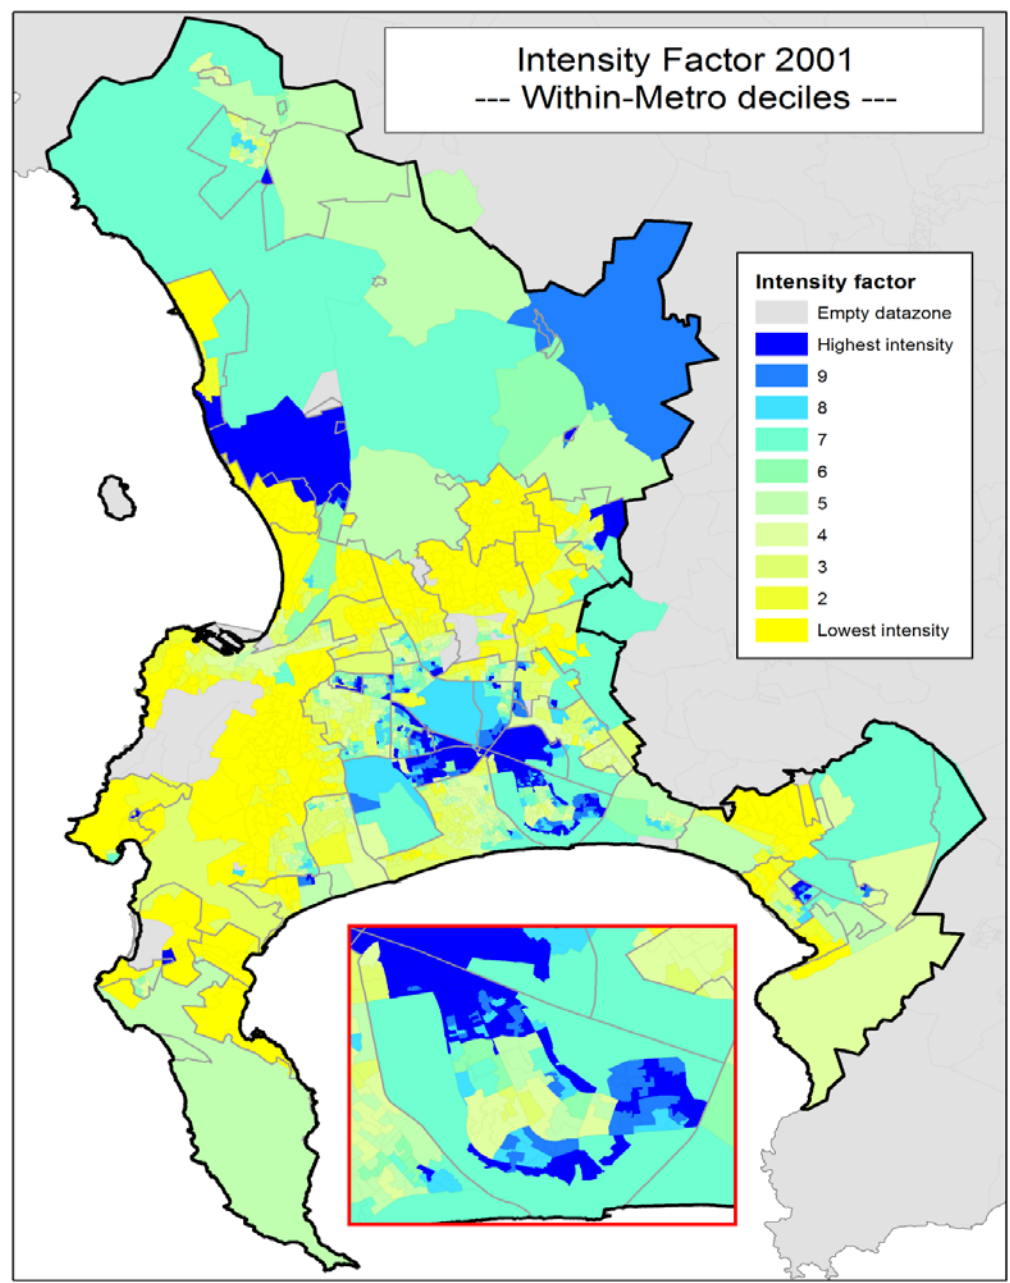 Intensity Factor 2001
--- Within-Metro deciles ---
Intensity factor
Empty datazone
Highest intensity
9
8
7
6
5
4
3
2
Lowest intensity